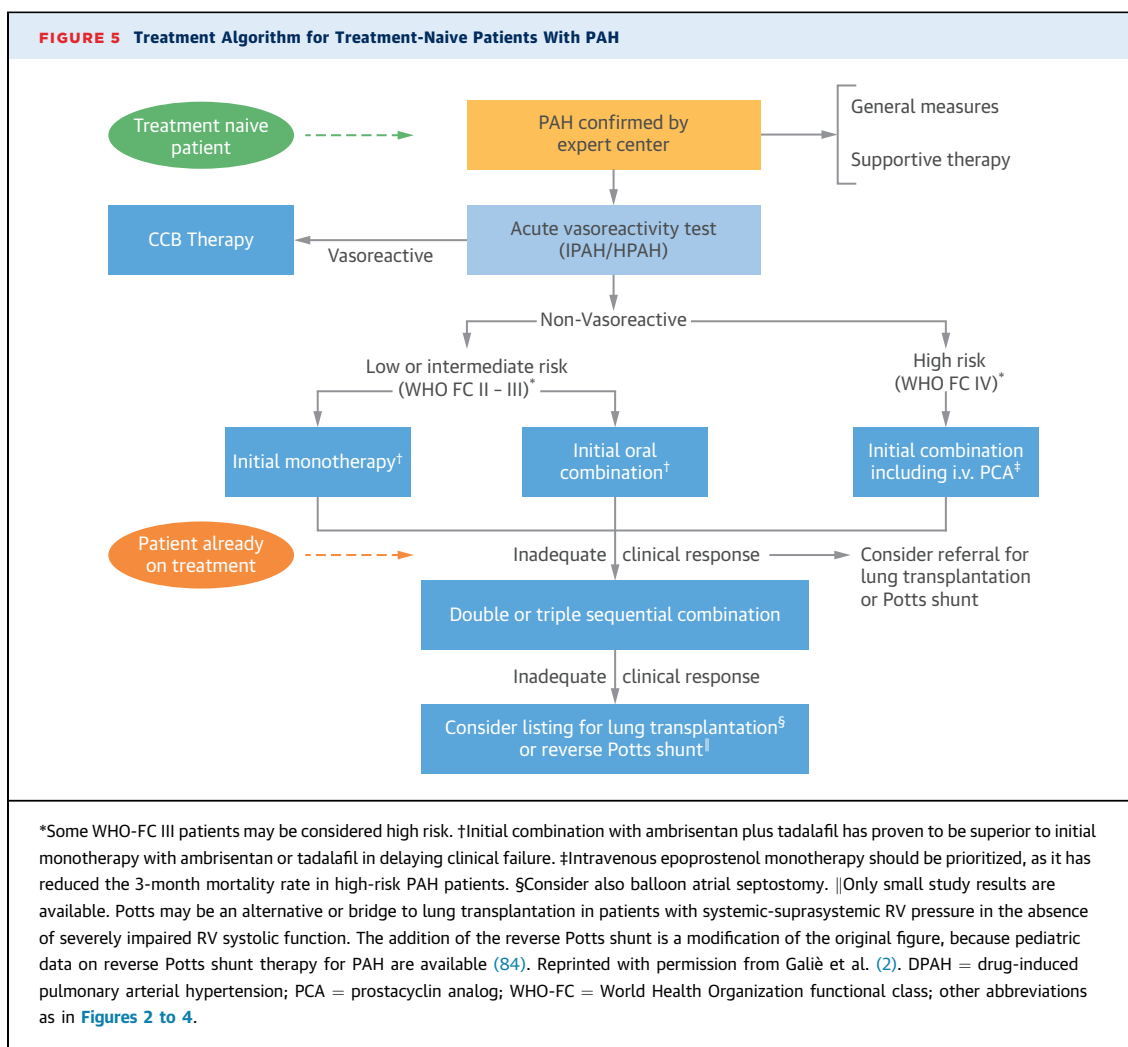 FIGURE 5 Treatment Algorithm for Treatment-Naive Patients With PAH
Treatment naive
patient
PAH confirmed by
expert center
General measures
Supportive therapy
CCB Therapy
Vasoreactive
Acute vasoreactivity test
(IPAH/HPAH)
Non-Vasoreactive
Low or intermediate risk
(WHO FC II – III)*
High risk
(WHO FC IV)*
Initial monotherapy†
Initial oral
combination†
Initial combination
including i.v. PCA‡
Patient already
on treatment
Inadequate clinical response
Consider referral for
lung transplantation
or Potts shunt
Double or triple sequential combination
Inadequate clinical response
Consider listing for lung transplantation§
or reverse Potts shunt‖
*Some WHO-FC III patients may be considered high risk. †Initial combination with ambrisentan plus tadalafil has proven to be superior to initial
monotherapy with ambrisentan or tadalafil in delaying clinical failure. ‡Intravenous epoprostenol monotherapy should be prioritized, as it has
reduced the 3-month mortality rate in high-risk PAH patients. §Consider also balloon atrial septostomy. ‖Only small study results are
available. Potts may be an alternative or bridge to lung transplantation in patients with systemic-suprasystemic RV pressure in the absence
of severely impaired RV systolic function. The addition of the reverse Potts shunt is a modification of the original figure, because pediatric
data on reverse Potts shunt therapy for PAH are available (84). Reprinted with permission from Galiè et al. (2). DPAH = drug-induced
pulmonary arterial hypertension; PCA = prostacyclin analog; WHO-FC = World Health Organization functional class; other abbreviations
as in Figures 2 to 4.